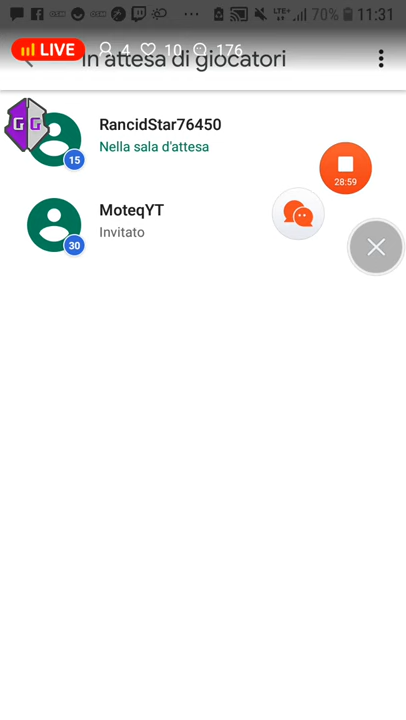 LTE+ 70% 11:31
LIVE 4 10 176
In attesa di giocatori
GG
RancidStar76450
Nella sala d'attesa
15
28:59
MoteqYT
Invitato
30